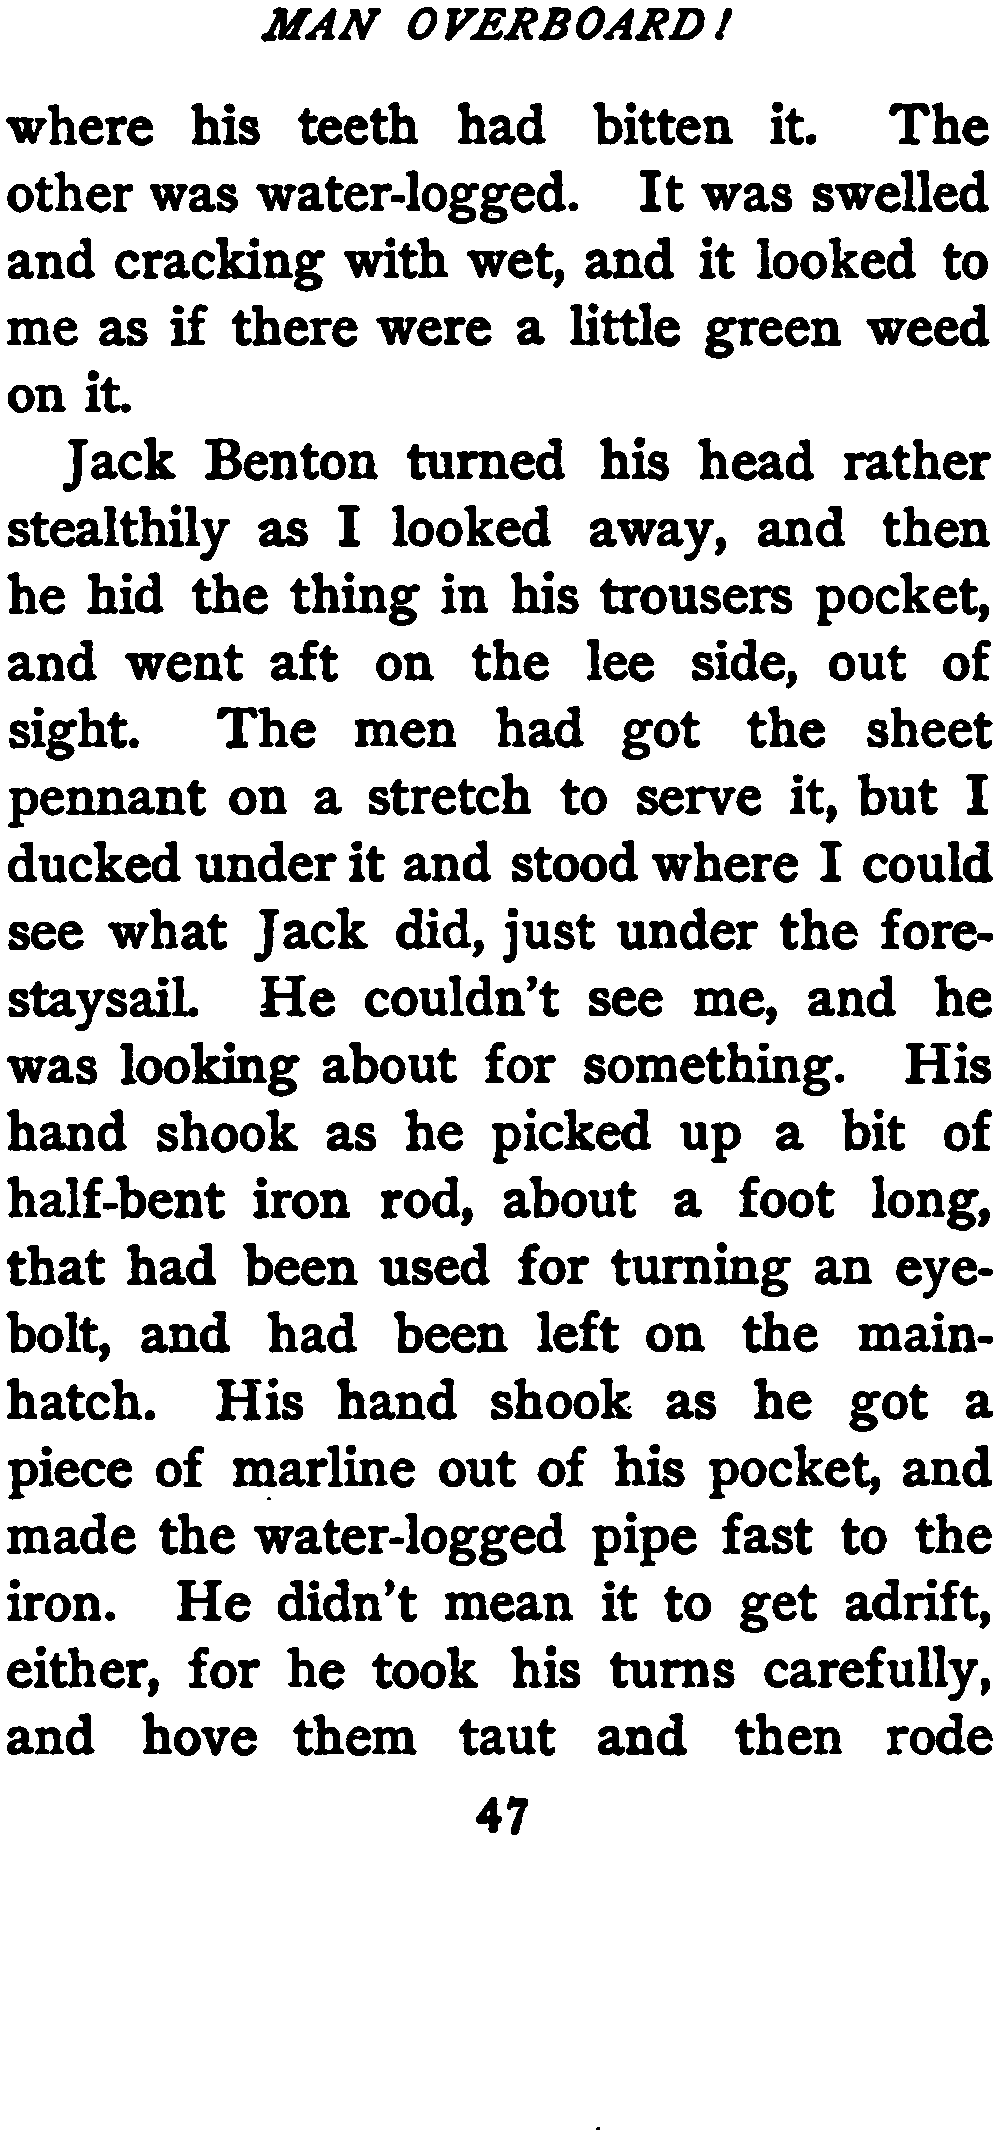 MAN OVERBOARD!
where his teeth had bitten it. The
other was water-logged. It was swelled
and cracking with wet, and it looked to
me as if there were a little green weed
on it.
Jack Benton turned his head rather
stealthily as I looked away, and then
he hid the thing in his trousers pocket,
and went aft on the lee side, out of
sight. The men had got the sheet
pennant on a stretch to serve it, but I
ducked under it and stood where I could
see what Jack did, just under the fore-
staysail. He couldn't see me, and he
was looking about for something. His
hand shook as he picked up a bit of
half-bent iron rod, about a foot long,
that had been used for turning an eye-
bolt, and had been left on the main-
hatch. His hand shook as he got a
piece of marline out of his pocket, and
made the water-logged pipe fast to the
iron. He didn't mean it to get adrift,
either, for he took his turns carefully,
and hove them taut and then rode
47